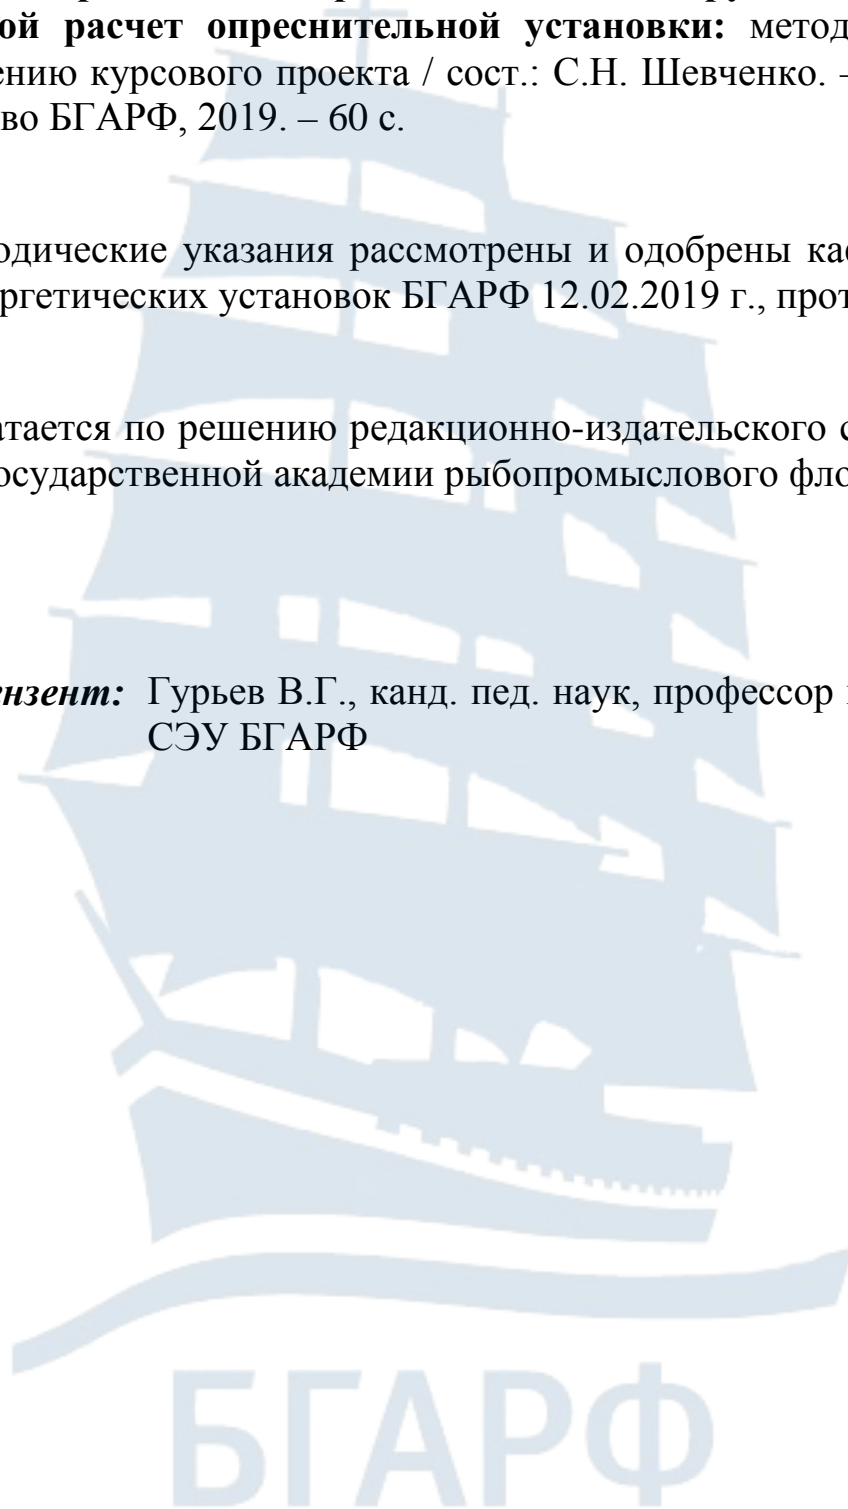 ой расчет опреснительной установки: метод
ению курсового проекта / сост.: С.Н. Шевченко. –
во БГАРФ, 2019. – 60 с.
одические указания рассмотрены и одобрены ка
ргетических установок БГАРФ 12.02.2019 г., прот
атается по решению редакционно-издательского с
осударственной академии рыбопромыслового фло
нзент: Гурьев В.Г., канд. пед. наук, профессор
СЭУ БГАРФ
БГАРФ